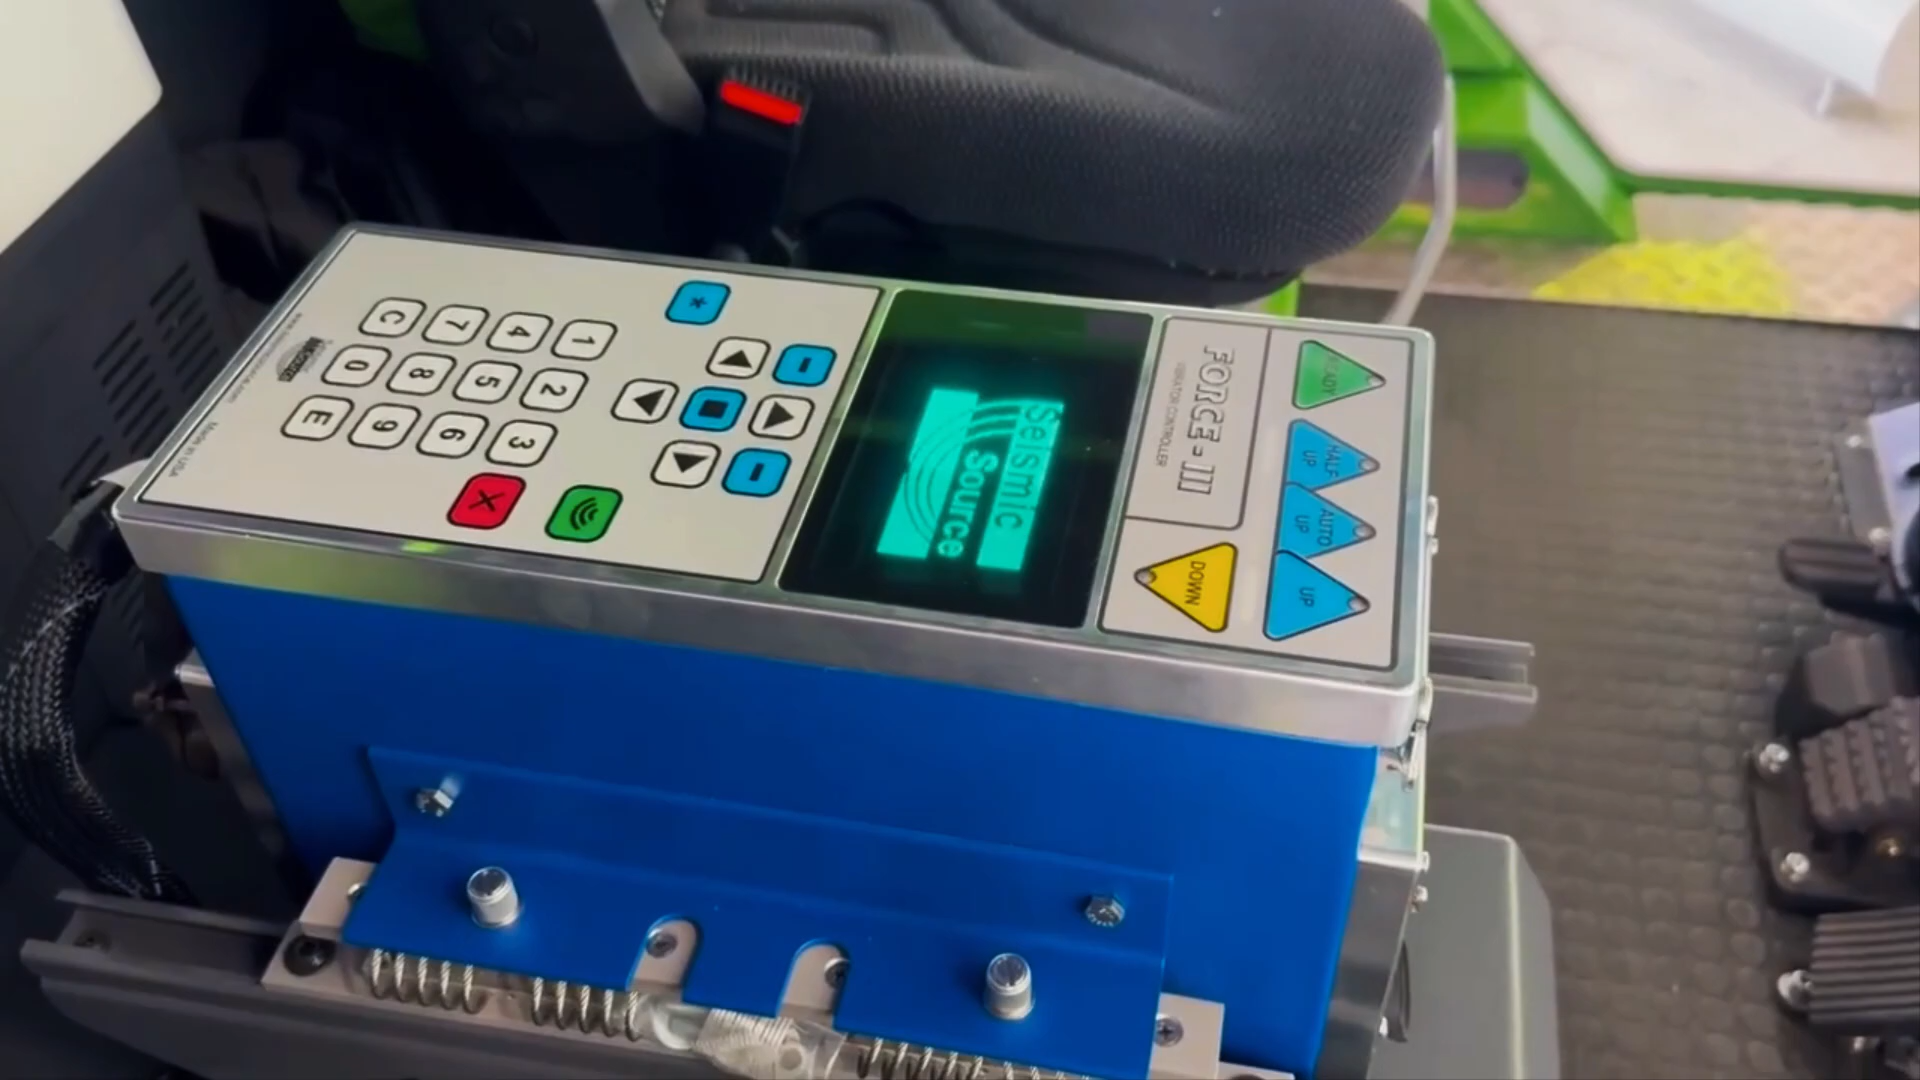 READY
HALF
UP
AUTO
UP
UP
FORCE-III
VIBRATOR CONTROLLER
DOWN
Seismic
Source
*
1 2 3
4 5 6
7 8 9
C 0 E
Made in USA